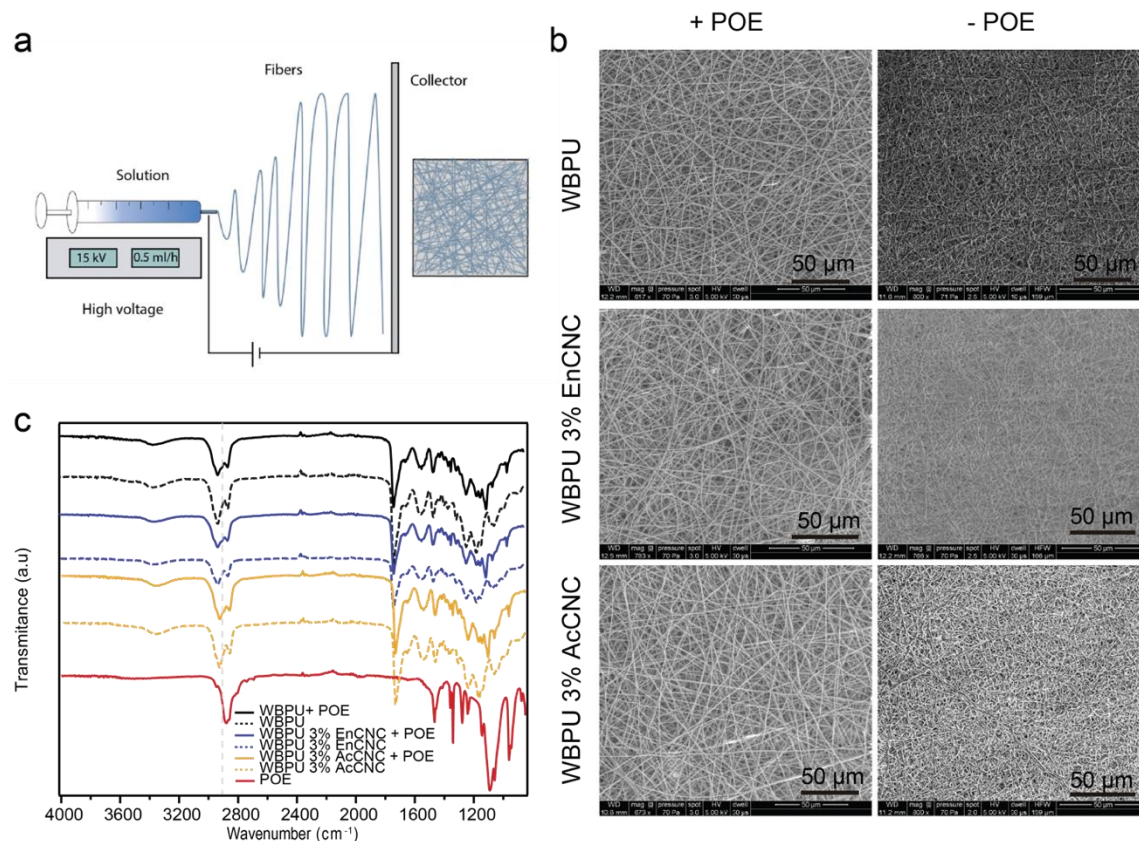 a
Fibers
Collector
Solution
15 kV
0.5 ml/h
High voltage
b
+ POE
- POE
WBPU
50 µm
50 µm
WBPU 3% EnCNC
50 µm
50 µm
WBPU 3% AcCNC
50 µm
50 µm
c
Transmitance (a.u)
WBPU+ POE
WBPU
WBPU 3% EnCNC + POE
WBPU 3% EnCNC
WBPU 3% AcCNC + POE
WBPU 3% AcCNC
POE
4000 3600 3200 2800 2400 2000 1600 1200
Wavenumber (cm⁻¹)